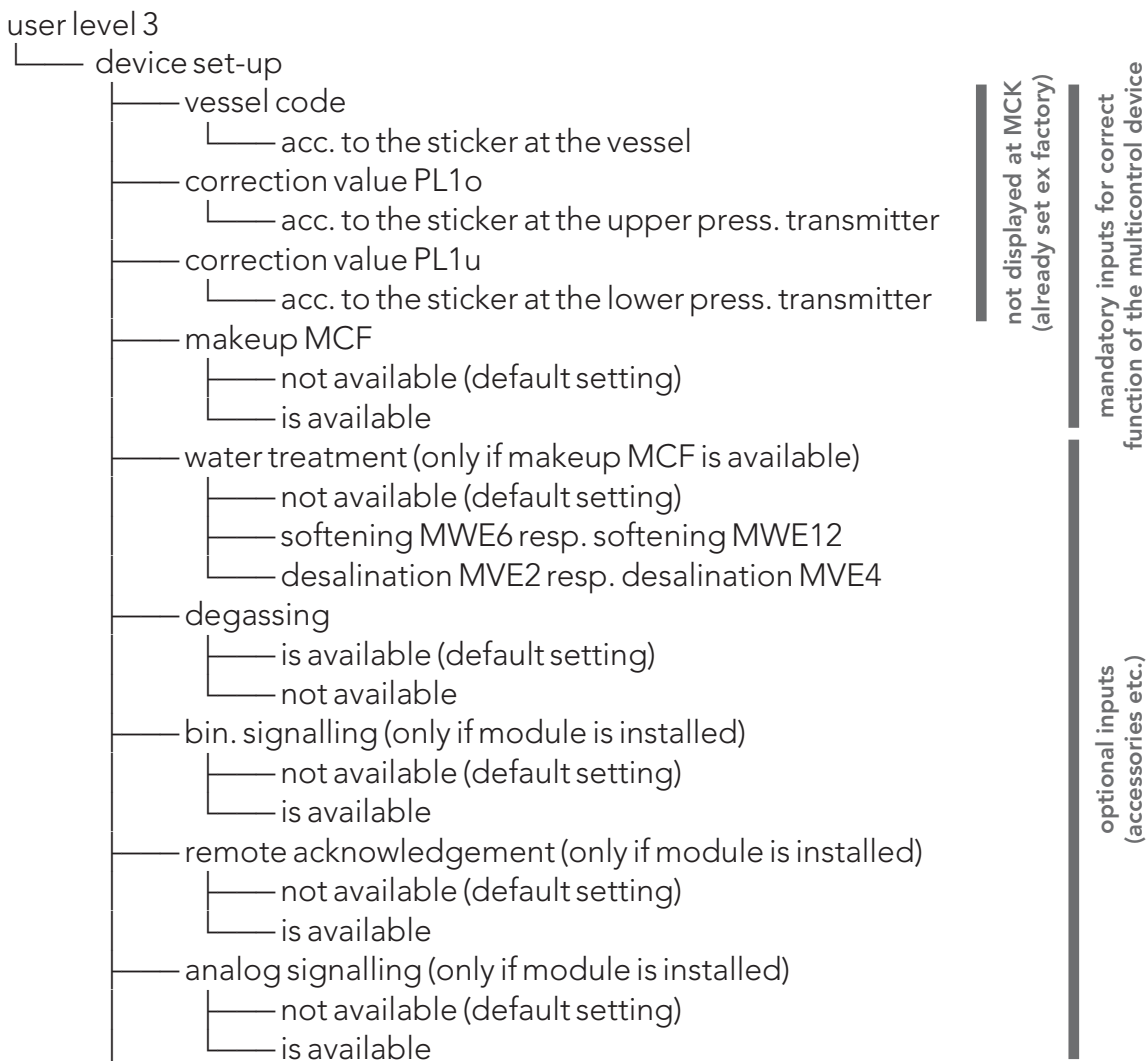 user level 3
device set-up
vessel code
acc. to the sticker at the vessel
correction value PL1o
acc. to the sticker at the upper press. transmitter
correction value PL1u
acc. to the sticker at the lower press. transmitter
makeup MCF
not available (default setting)
is available
water treatment (only if makeup MCF is available)
not available (default setting)
softening MWE6 resp. softening MWE12
desalination MVE2 resp. desalination MVE4
degassing
is available (default setting)
not available
bin. signalling (only if module is installed)
not available (default setting)
is available
remote acknowledgement (only if module is installed)
not available (default setting)
is available
analog signalling (only if module is installed)
not available (default setting)
is available
not displayed at MCK
(already set ex factory)
mandatory inputs for correct
function of the multicontrol device
optional inputs
(accessories etc.)